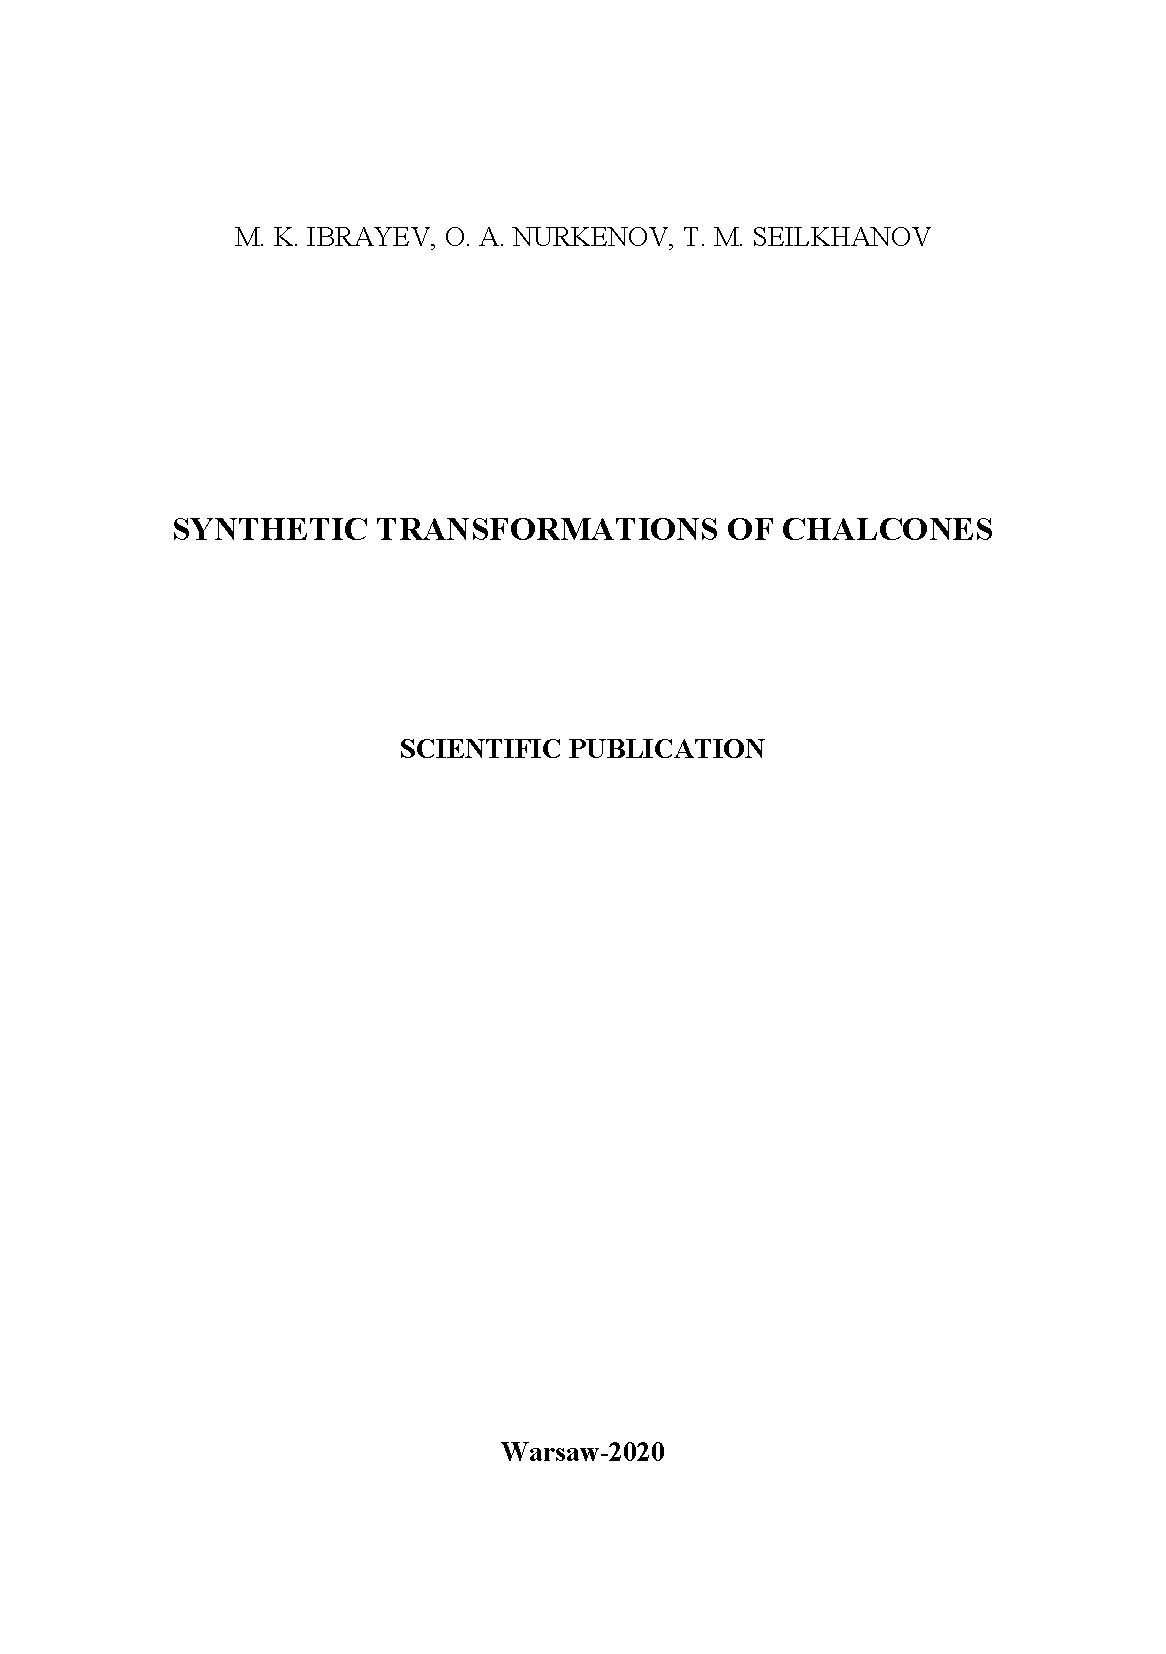 M. K. IBRAYEV, O. A. NURKENOV, T. M. SEILKHANOV
SYNTHETIC TRANSFORMATIONS OF CHALCONES
SCIENTIFIC PUBLICATION
Warsaw-2020